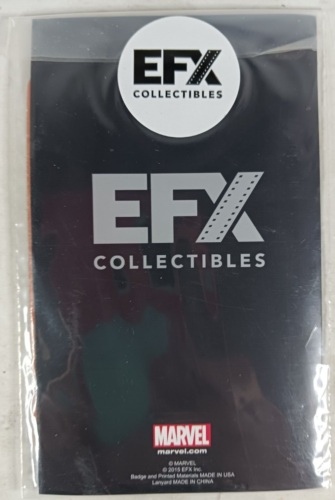 EFX
COLLECTIBLES
EFX
COLLECTIBLES
MARVEL
marvel.com
© MARVEL
© 2015 EFX Inc.
Badge and Printed Materials MADE IN USA
Lanyard MADE IN CHINA